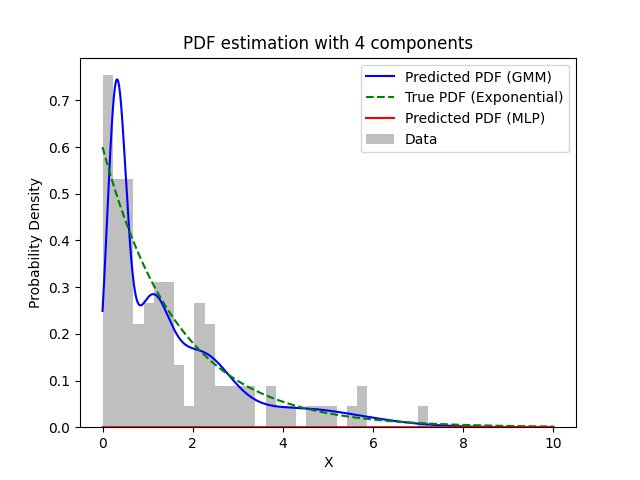 PDF estimation with 4 components
Predicted PDF (GMM)
True PDF (Exponential)
Predicted PDF (MLP)
Data
Probability Density
0.7
0.6
0.5
0.4
0.3
0.2
0.1
0.0
0 2 4 6 8 10
X